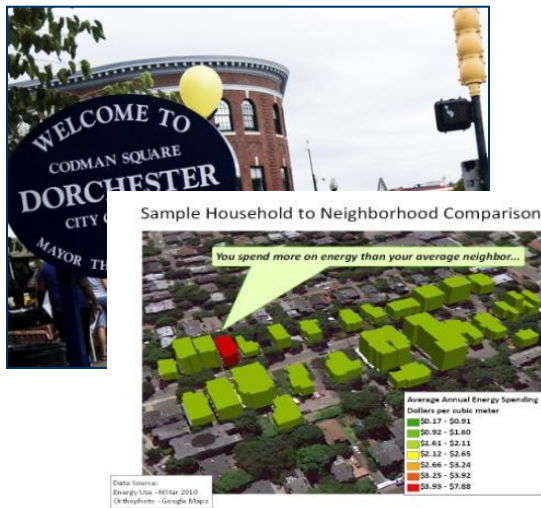 WELCOME TO
CODMAN SQUARE
DORCHESTER
CITY
MAYOR TH
Sample Household to Neighborhood Comparison
You spend more on energy than your average neighbor...
Average Annual Energy Spending
Dollars per cubic meter
$0.17 - $0.91
$0.92 - $1.60
$1.61 - $2.11
$2.12 - $2.65
$2.66 - $3.24
$3.25 - $3.92
$3.93 - $7.88
Data Source:
Energy Use - NStar 2010
Orthophoto - Google Maps